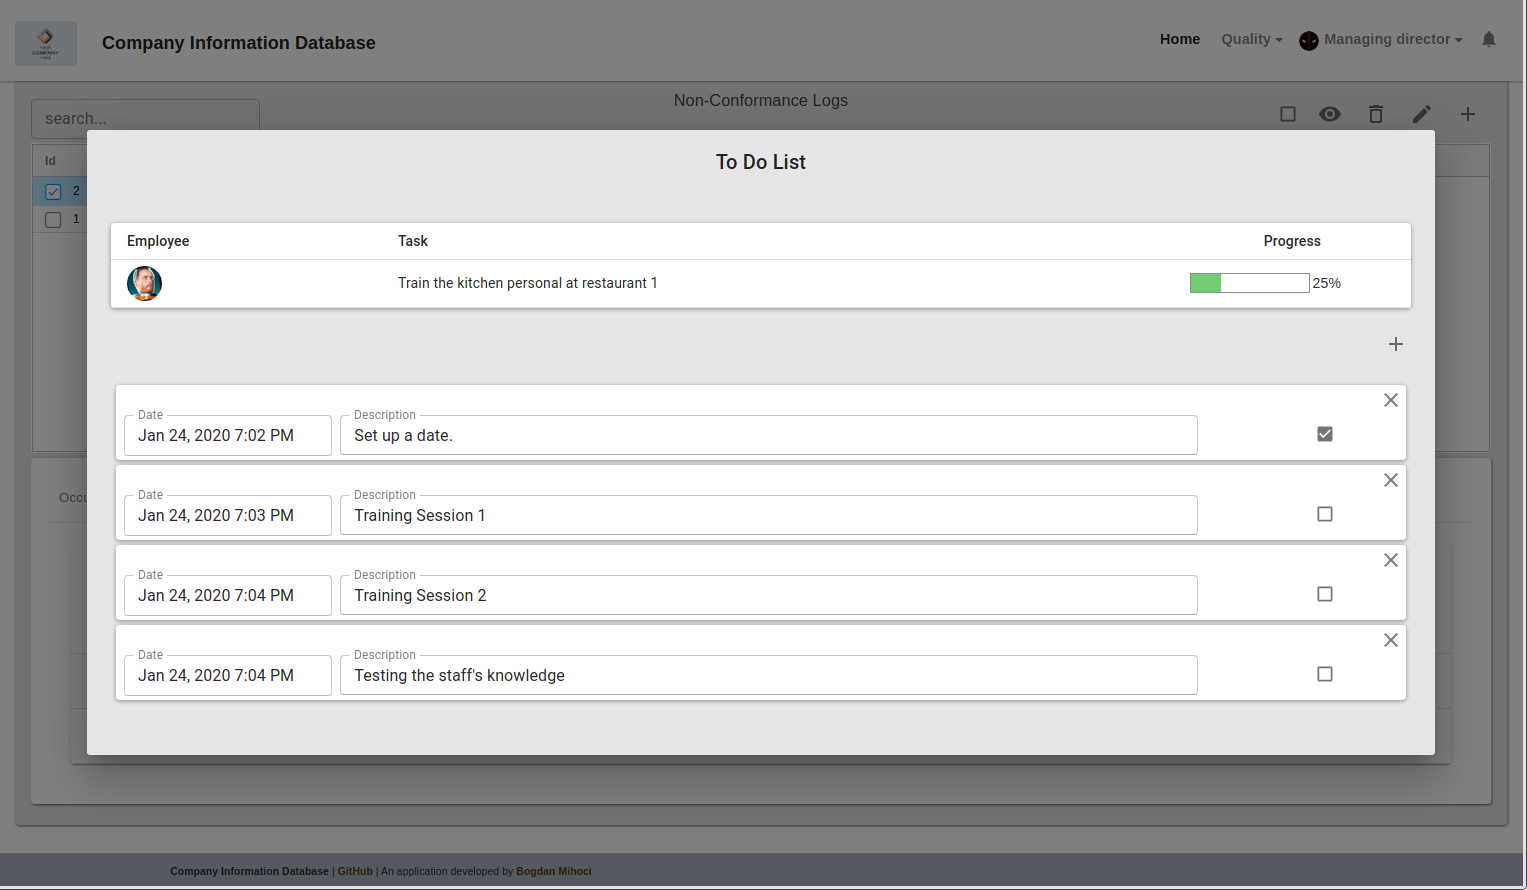 YOUR
COMPANY
NAME
Company Information Database
Home Quality Managing director
Non-Conformance Logs
search...
Id
2
1
Occu
To Do List
Employee Task Progress
Train the kitchen personal at restaurant 1 25%
Date Description
Jan 24, 2020 7:02 PM Set up a date.
Date Description
Jan 24, 2020 7:03 PM Training Session 1
Date Description
Jan 24, 2020 7:04 PM Training Session 2
Date Description
Jan 24, 2020 7:04 PM Testing the staff's knowledge
Company Information Database | GitHub | An application developed by Bogdan Mihoci